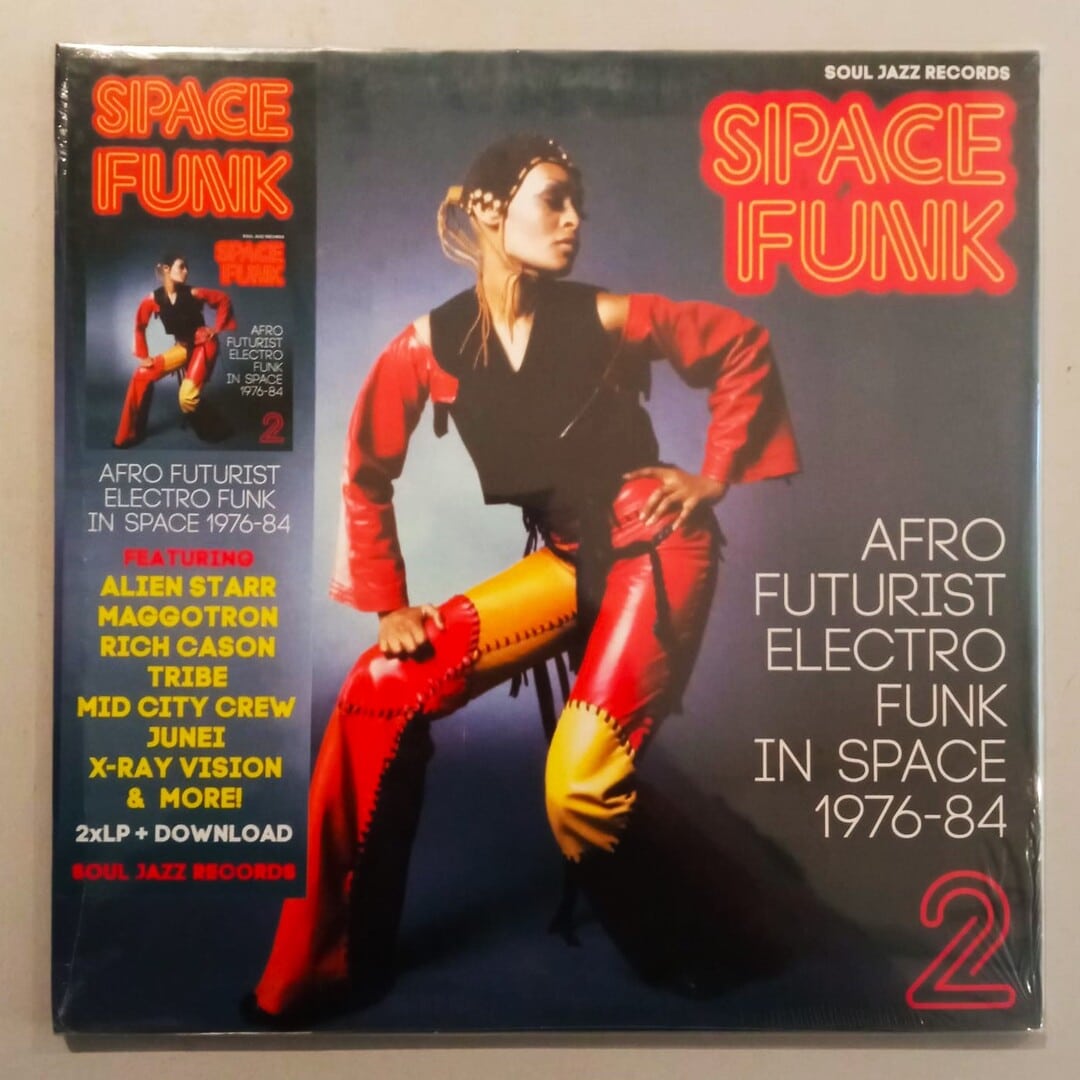 SPACE
FUNK
SOUL JAZZ RECORDS
SPACE
FUNK
AFRO
FUTURIST
ELECTRO
FUNK
IN SPACE
1976-84
2
AFRO FUTURIST
ELECTRO FUNK
IN SPACE 1976-84
FEATURING
ALIEN STARR
MAGGOTRON
RICH CASON
TRIBE
MID CITY CREW
JUNEI
X-RAY VISION
& MORE!
2xLP + DOWNLOAD
SOUL JAZZ RECORDS
SOUL JAZZ RECORDS
SPACE
FUNK
AFRO
FUTURIST
ELECTRO
FUNK
IN SPACE
1976-84
2